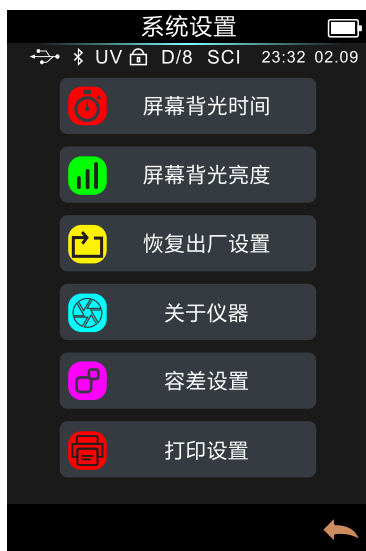 系统设置
UV D/8 SCI 23:32 02.09
屏幕背光时间
屏幕背光亮度
恢复出厂设置
关于仪器
容差设置
打印设置